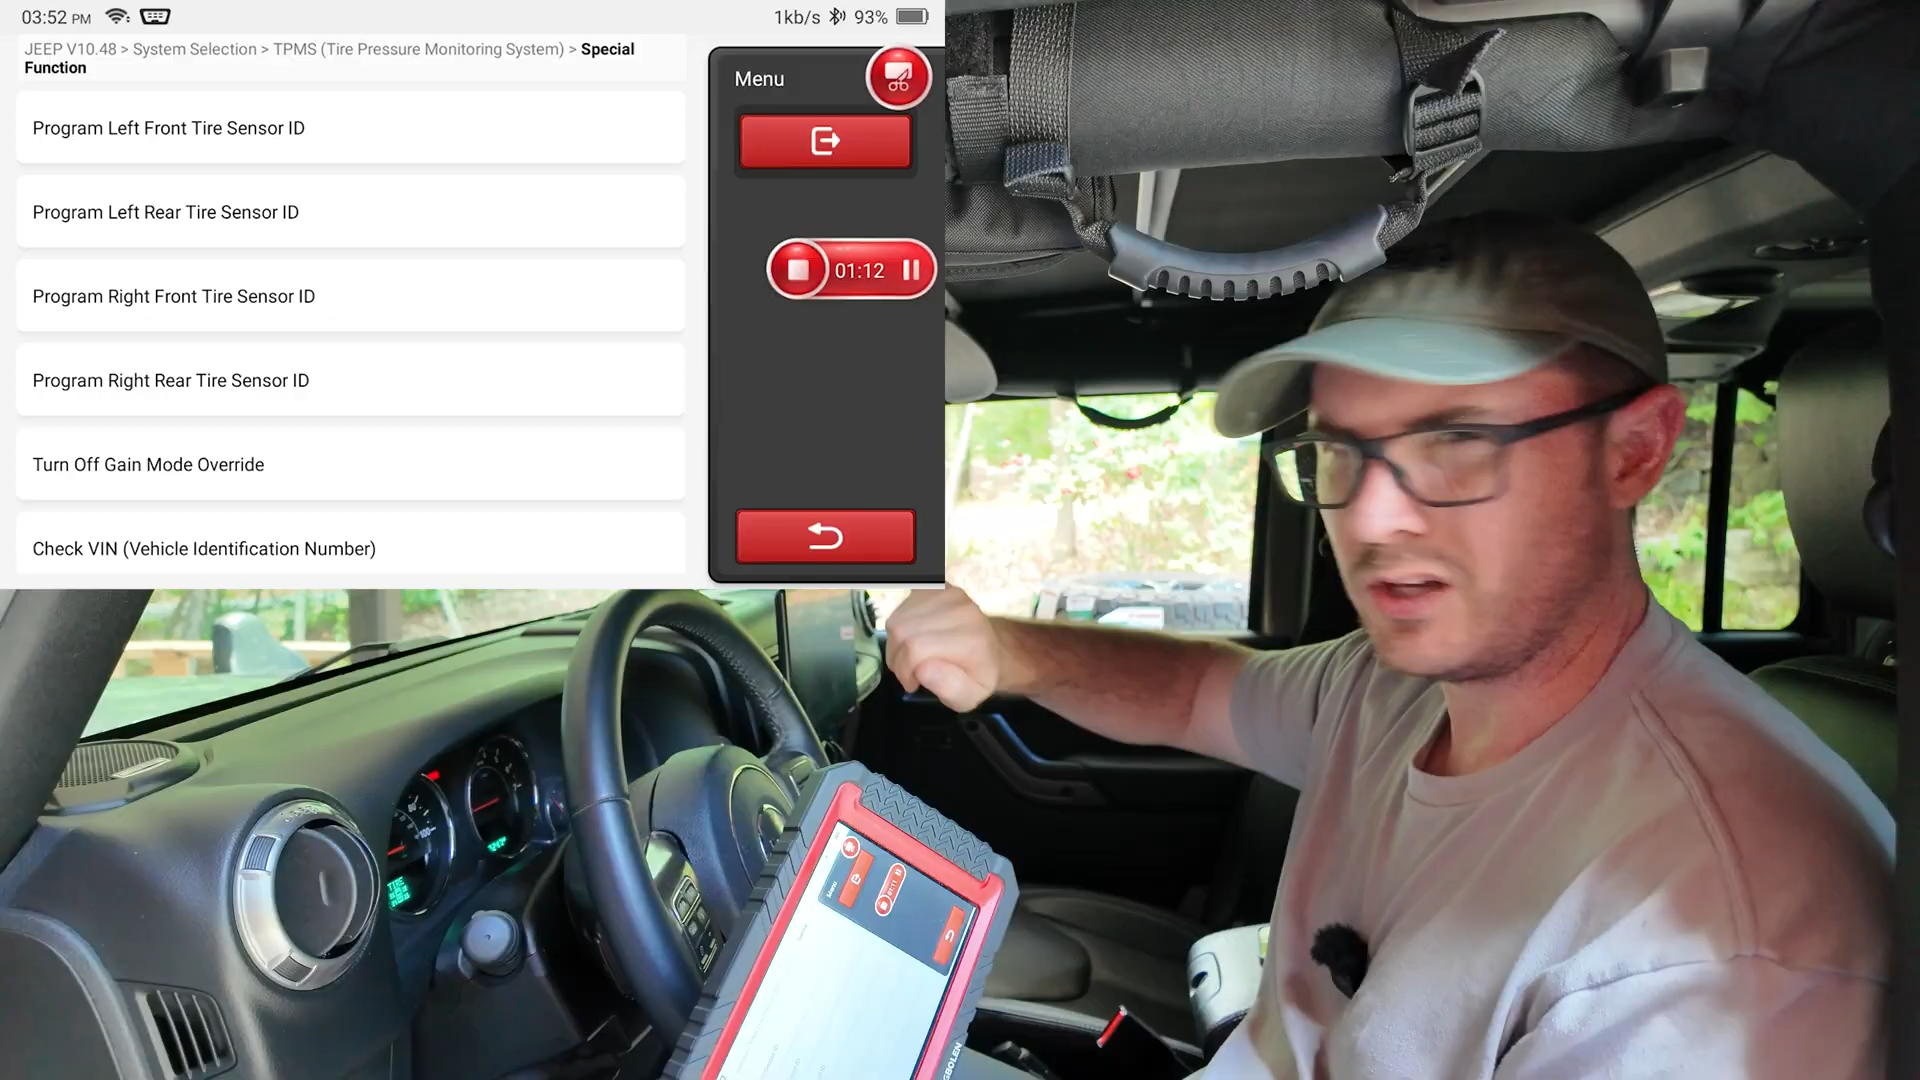 03:52 PM
1kb/s 93%
JEEP V10.48 > System Selection > TPMS (Tire Pressure Monitoring System) > Special
Function
Menu
Program Left Front Tire Sensor ID
Program Left Rear Tire Sensor ID
01:12
Program Right Front Tire Sensor ID
Program Right Rear Tire Sensor ID
Turn Off Gain Mode Override
Check VIN (Vehicle Identification Number)
TIRE
Menu